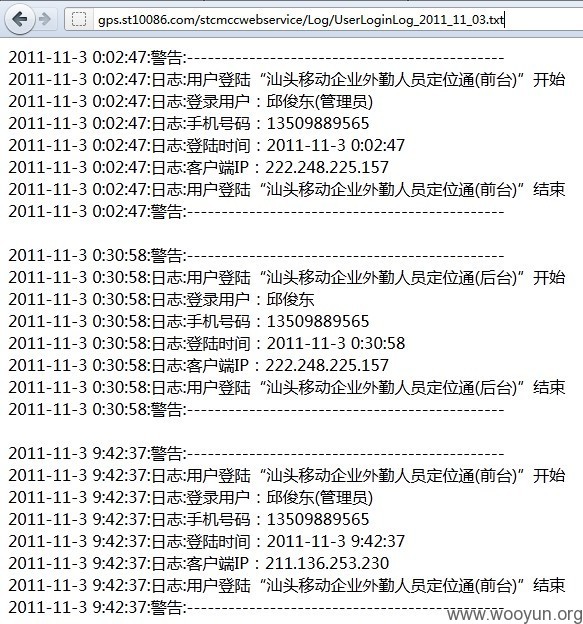 gps.st10086.com/stcmccwebservice/Log/UserLoginLog_2011_11_03.txt
2011-11-3 0:02:47:警告:-----------------------------------------------
2011-11-3 0:02:47:日志:用户登陆“汕头移动企业外勤人员定位通(前台)”开始
2011-11-3 0:02:47:日志:登录用户：邱俊东(管理员)
2011-11-3 0:02:47:日志:手机号码：13509889565
2011-11-3 0:02:47:日志:登陆时间：2011-11-3 0:02:47
2011-11-3 0:02:47:日志:客户端IP：222.248.225.157
2011-11-3 0:02:47:日志:用户登陆“汕头移动企业外勤人员定位通(前台)”结束
2011-11-3 0:02:47:警告:-----------------------------------------------
2011-11-3 0:30:58:警告:-----------------------------------------------
2011-11-3 0:30:58:日志:用户登陆“汕头移动企业外勤人员定位通(后台)”开始
2011-11-3 0:30:58:日志:登录用户：邱俊东
2011-11-3 0:30:58:日志:手机号码：13509889565
2011-11-3 0:30:58:日志:登陆时间：2011-11-3 0:30:58
2011-11-3 0:30:58:日志:客户端IP：222.248.225.157
2011-11-3 0:30:58:日志:用户登陆“汕头移动企业外勤人员定位通(后台)”结束
2011-11-3 0:30:58:警告:-----------------------------------------------
2011-11-3 9:42:37:警告:-----------------------------------------------
2011-11-3 9:42:37:日志:用户登陆“汕头移动企业外勤人员定位通(前台)”开始
2011-11-3 9:42:37:日志:登录用户：邱俊东(管理员)
2011-11-3 9:42:37:日志:手机号码：13509889565
2011-11-3 9:42:37:日志:登陆时间：2011-11-3 9:42:37
2011-11-3 9:42:37:日志:客户端IP：211.136.253.230
2011-11-3 9:42:37:日志:用户登陆“汕头移动企业外勤人员定位通(前台)”结束
2011-11-3 9:42:37:警告:-----------------------------------------------
www.wooyun.org